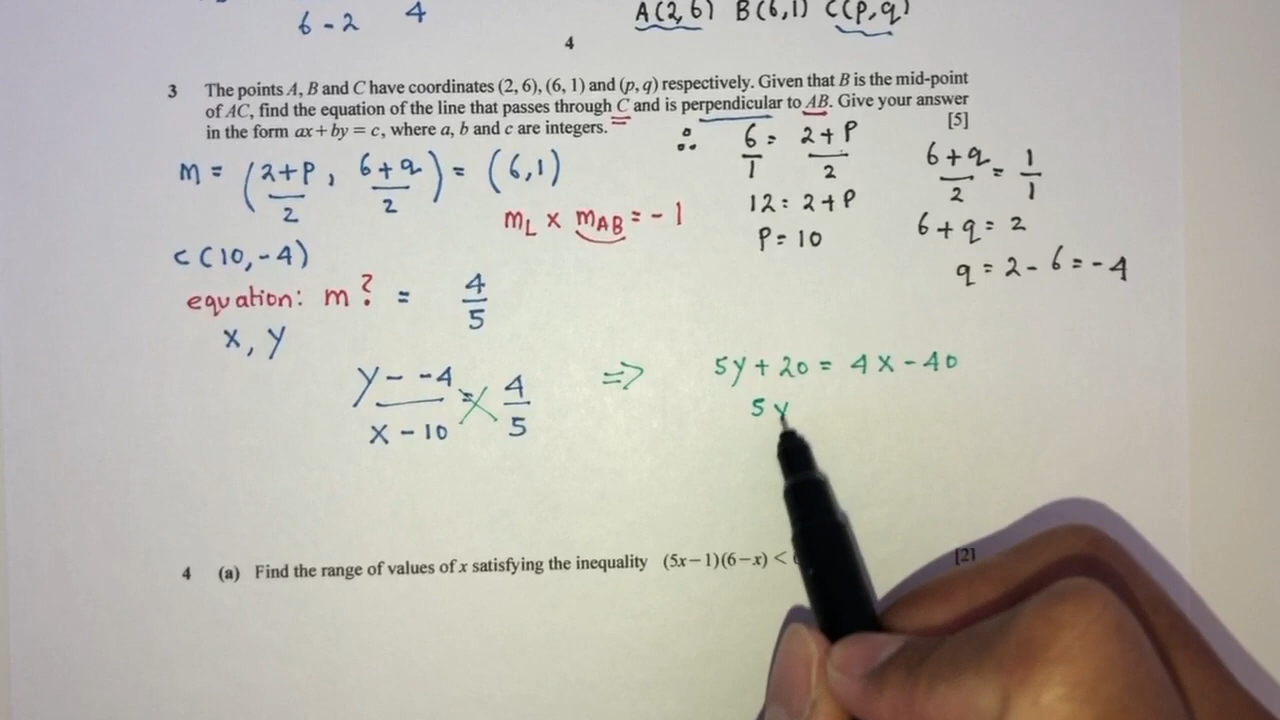 6 - 2 4 A(2,6) B(6,1) C(p,q)
4
3 The points A, B and C have coordinates (2, 6), (6, 1) and (p, q) respectively. Given that B is the mid-point
of AC, find the equation of the line that passes through C and is perpendicular to AB. Give your answer
in the form ax + by = c, where a, b and c are integers. [5]
M = (2+P/2, 6+q/2) = (6,1)
∴ 6/1 = 2+P/2
12 = 2+P
P = 10
6+q/2 = 1/1
6+q = 2
q = 2 - 6 = -4
mL × mAB = -1
C(10,-4)
equation: m? = 4/5
x, y
y - -4/x - 10 = 4/5 => 5y + 20 = 4x - 40
5y
4 (a) Find the range of values of x satisfying the inequality (5x−1)(6−x) < [2]